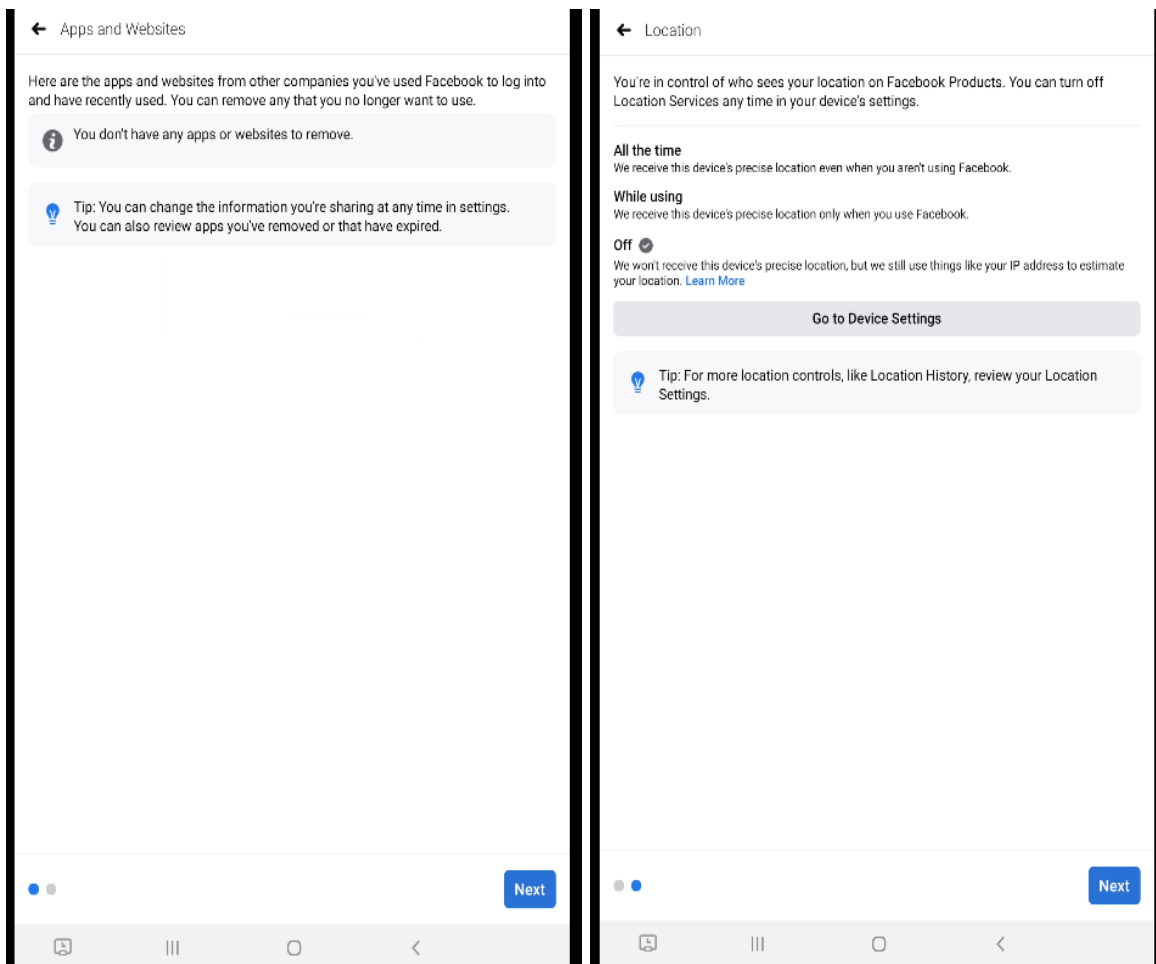 Apps and Websites
Here are the apps and websites from other companies you've used Facebook to log into
and have recently used. You can remove any that you no longer want to use.
You don't have any apps or websites to remove.
Tip: You can change the information you're sharing at any time in settings.
You can also review apps you've removed or that have expired.
Next
Location
You're in control of who sees your location on Facebook Products. You can turn off
Location Services any time in your device's settings.
All the time
We receive this device's precise location even when you aren't using Facebook.
While using
We receive this device's precise location only when you use Facebook.
Off
We won't receive this device's precise location, but we still use things like your IP address to estimate
your location. Learn More
Go to Device Settings
Tip: For more location controls, like Location History, review your Location
Settings.
Next